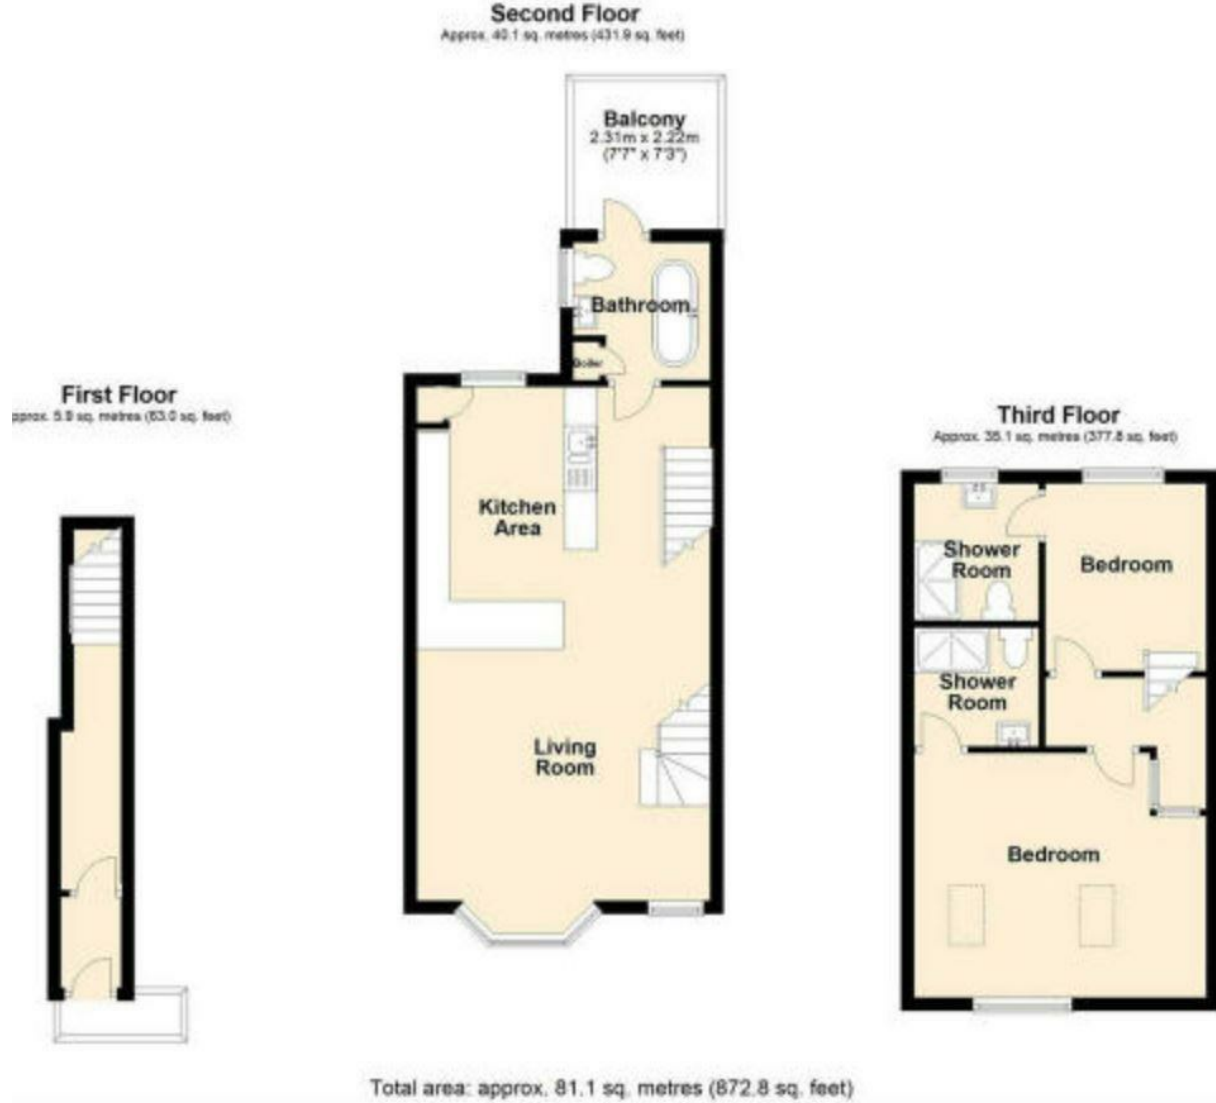 Second Floor
Approx. 40.1 sq. metres (431.9 sq. feet)
Balcony
2.31m x 2.22m
(7'7" x 7'3")
Bathroom
Boiler
Kitchen
Area
Living
Room
First Floor
pprox. 5.9 sq. metres (63.0 sq. feet)
Third Floor
Approx. 35.1 sq. metres (377.8 sq. feet)
Shower
Room
Bedroom
Shower
Room
Bedroom
Total area: approx. 81.1 sq. metres (872.8 sq. feet)